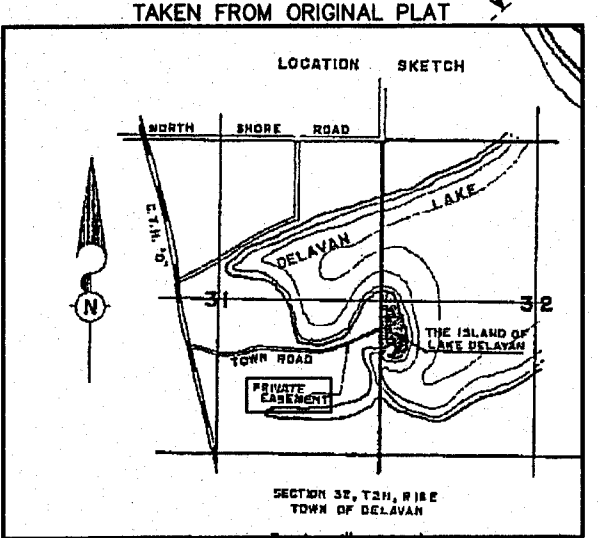 TAKEN FROM ORIGINAL PLAT
LOCATION SKETCH
NORTH SHORE ROAD
C.T.H. "O"
DELAVAN LAKE
N
31
32
THE ISLAND OF
LAKE DELAVAN
TOWN ROAD
PRIVATE
EASEMENT
SECTION 32, T2N, R16E
TOWN OF DELAVAN